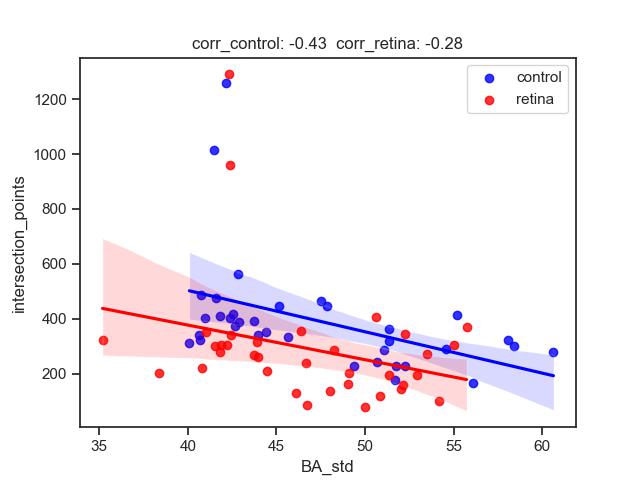 corr_control: -0.43  corr_retina: -0.28
control
retina
1200
1000
800
600
400
200
intersection_points
35 40 45 50 55 60
BA_std